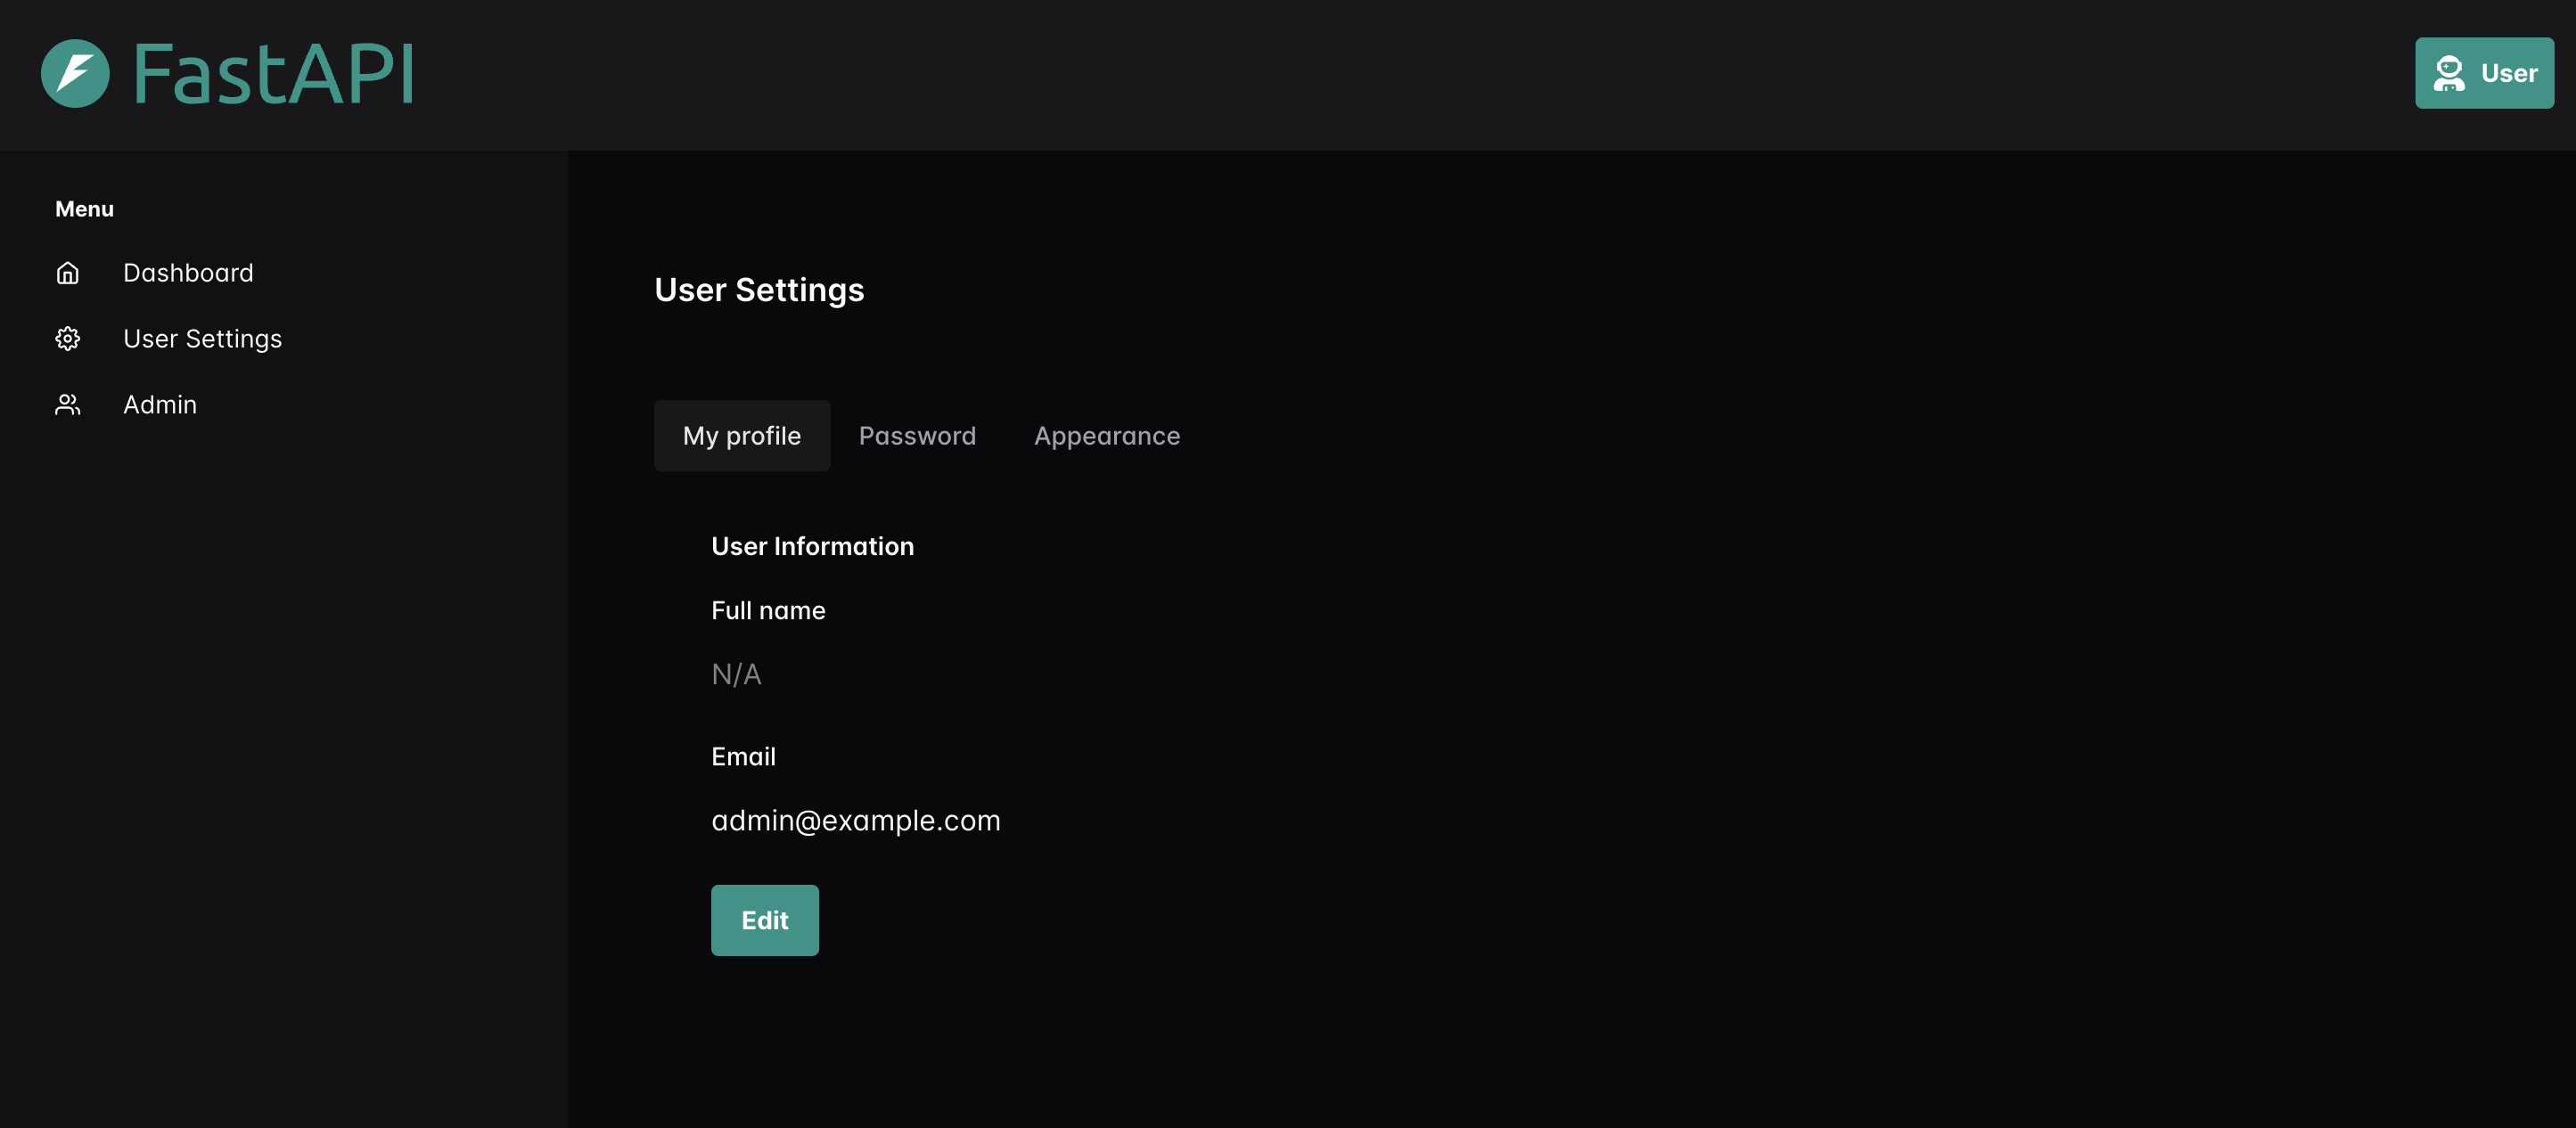 FastAPI
User
Menu
Dashboard
User Settings
Admin
User Settings
My profile Password Appearance
User Information
Full name
N/A
Email
admin@example.com
Edit